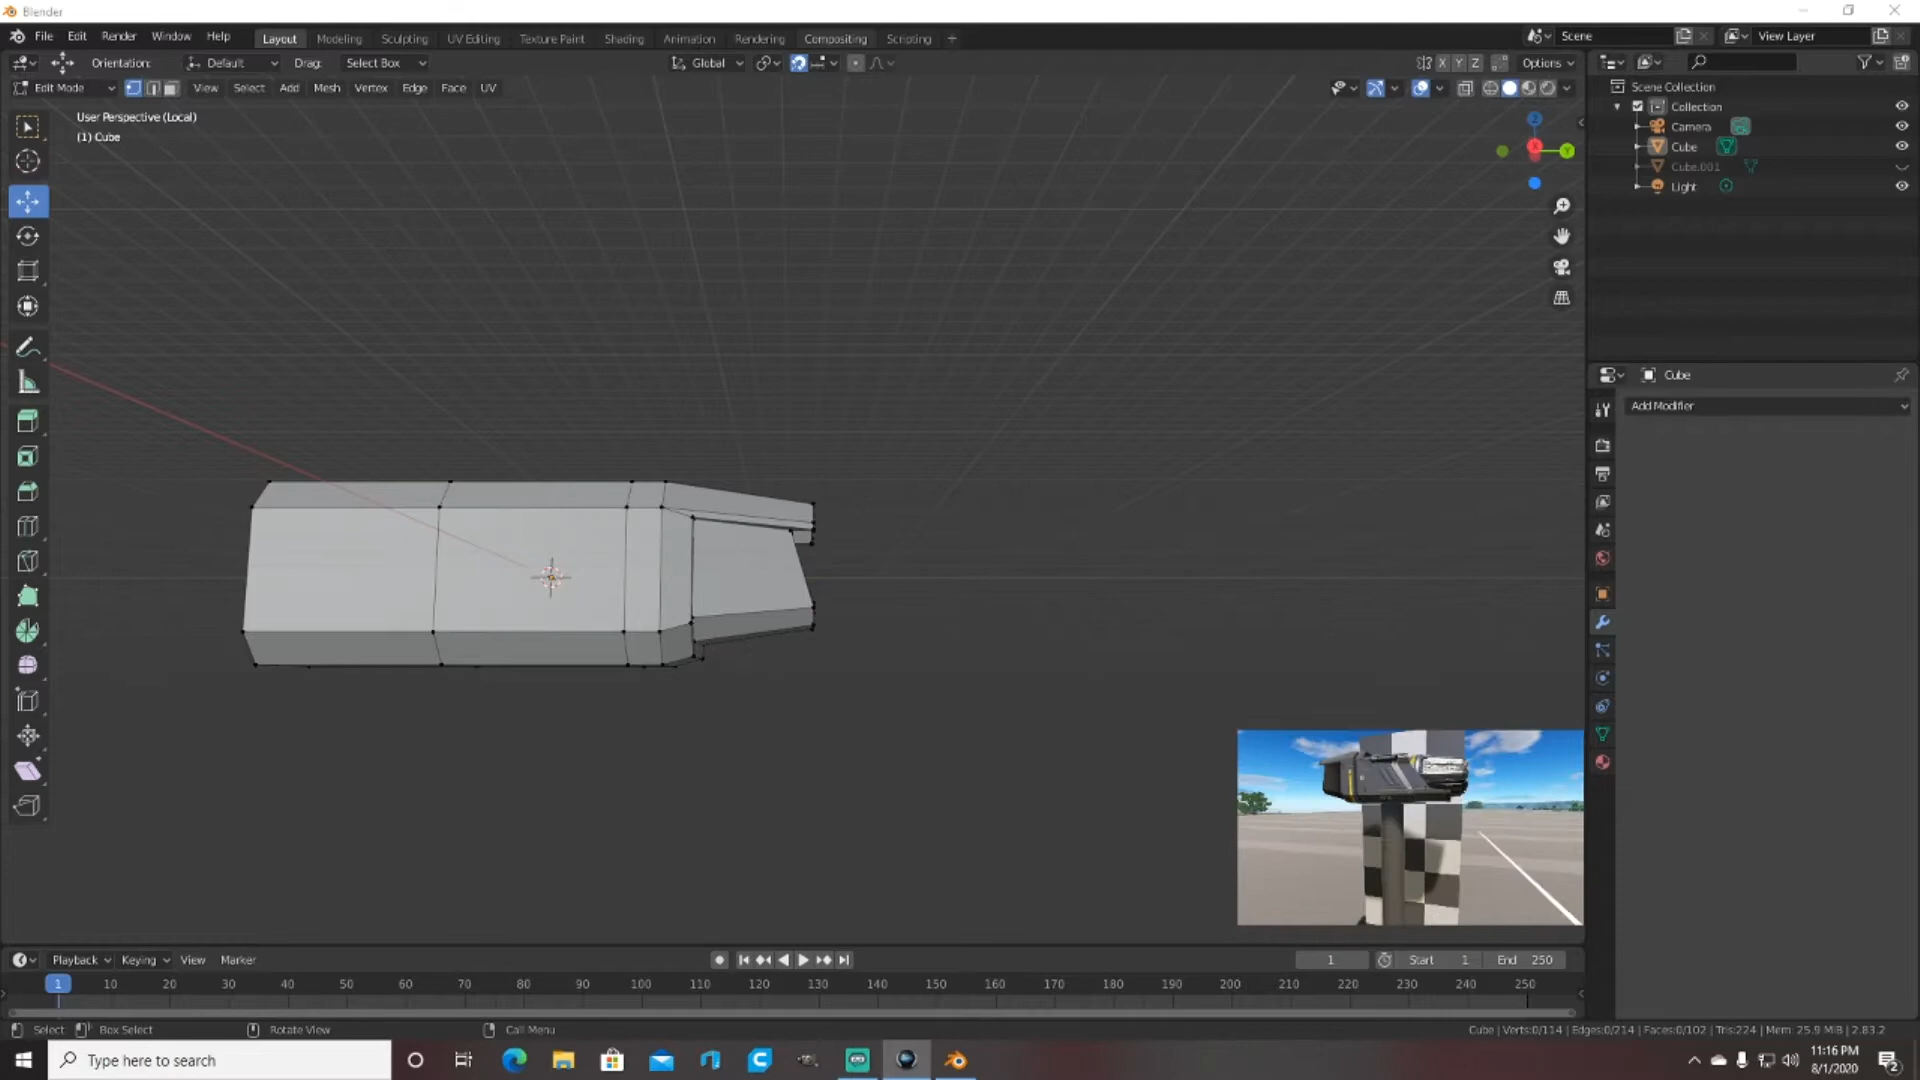 Blender
File Edit Render Window Help Layout Modeling Sculpting UV Editing Texture Paint Shading Animation Rendering Compositing Scripting + Scene View Layer
Orientation: Default Drag: Select Box Global X Y Z Options
Edit Mode View Select Add Mesh Vertex Edge Face UV
Scene Collection
Collection
Camera
Cube
Cube.001
Light
User Perspective (Local)
(1) Cube
Z
X
Y
Cube
Add Modifier
Playback Keying View Marker 1 Start 1 End 250
1 10 20 30 40 50 60 70 80 90 100 110 120 130 140 150 160 170 180 190 200 210 220 230 240 250
Select Box Select Rotate View Call Menu Cube | Verts:0/114 | Edges:0/214 | Faces:0/102 | Tris:224 | Mem: 25.9 MiB | 2.83.2
Type here to search
11:16 PM
8/1/2020
2